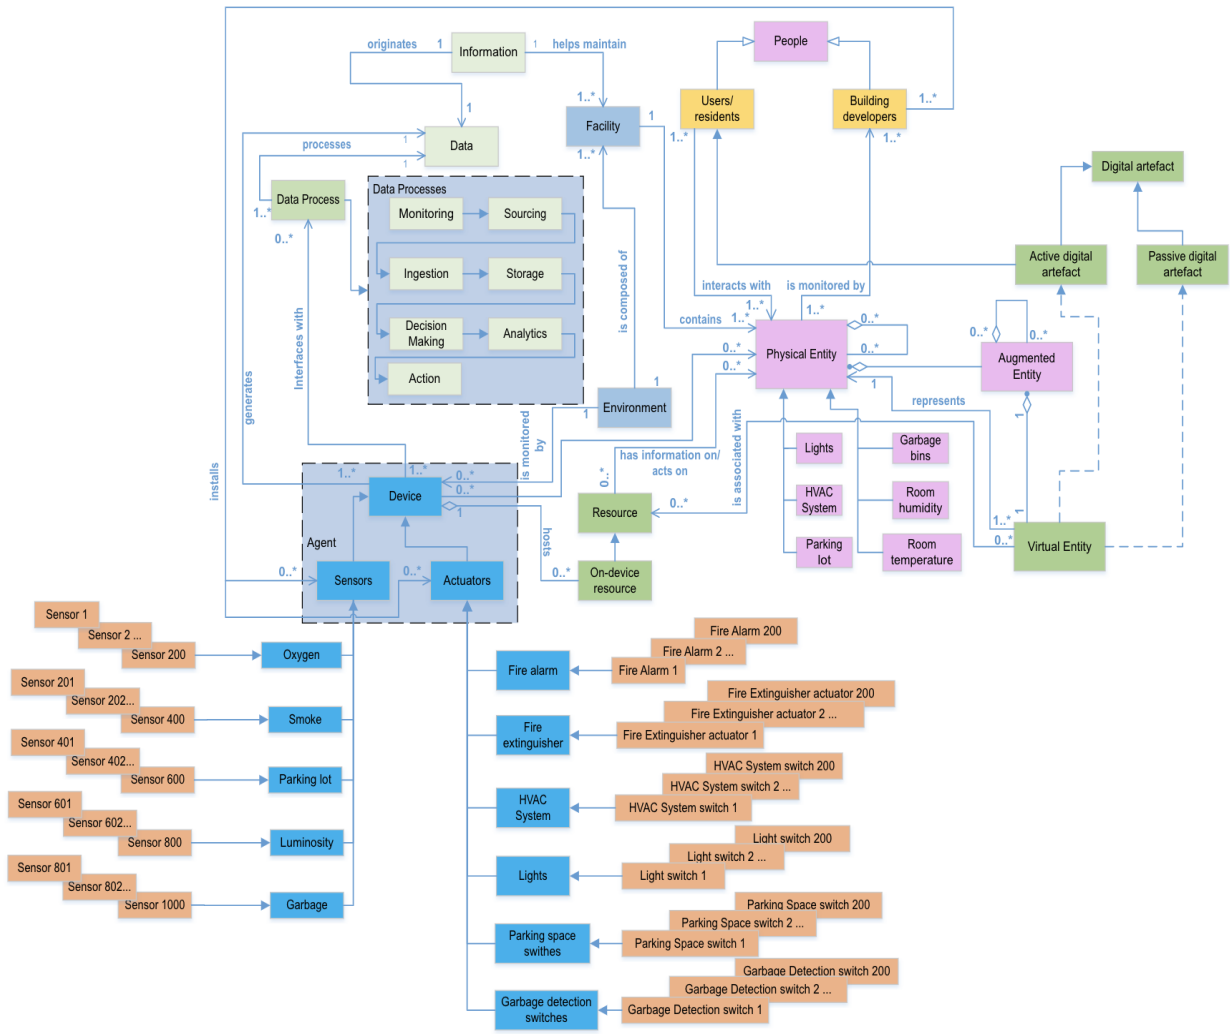 People
originates
1
Information
1
helps maintain
1..*
1
Users/
residents
Building
developers
1..*
1..*
1..*
1
Facility
1..*
1..*
processes
1
1
Data
Digital artefact
Data Process
1..*
0..*
Data Processes
Monitoring
Sourcing
Ingestion
Storage
Decision
Making
Analytics
Action
is composed of
Active digital
artefact
Passive digital
artefact
interacts with
is monitored by
1..*
1..*
1..*
contains
0..*
0..*
0..*
0..*
Physical Entity
0..*
0..*
Augmented
Entity
1
1
represents
Interfaces with
generates
Environment
1
1
is monitored
by
has information on/
acts on
is associated with
Lights
Garbage
bins
HVAC
System
Room
humidity
Parking
lot
Room
temperature
installs
1..*
1..*
0..*
0..*
1
Device
Agent
hosts
0..*
Resource
0..*
1
1..*
0..*
Virtual Entity
0..*
Sensors
0..*
Actuators
0..*
On-device
resource
Sensor 1
Sensor 2 ...
Sensor 200
Oxygen
Sensor 201
Sensor 202...
Sensor 400
Smoke
Sensor 401
Sensor 402...
Sensor 600
Parking lot
Sensor 601
Sensor 602...
Sensor 800
Luminosity
Sensor 801
Sensor 802...
Sensor 1000
Garbage
Fire alarm
Fire Alarm 200
Fire Alarm 2 ...
Fire Alarm 1
Fire
extinguisher
Fire Extinguisher actuator 200
Fire Extinguisher actuator 2 ...
Fire Extinguisher actuator 1
HVAC
System
HVAC System switch 200
HVAC System switch 2 ...
HVAC System switch 1
Lights
Light switch 200
Light switch 2 ...
Light switch 1
Parking space
swithes
Parking Space switch 200
Parking Space switch 2 ...
Parking Space switch 1
Garbage detection
switches
Garbage Detection switch 200
Garbage Detection switch 2 ...
Garbage Detection switch 1